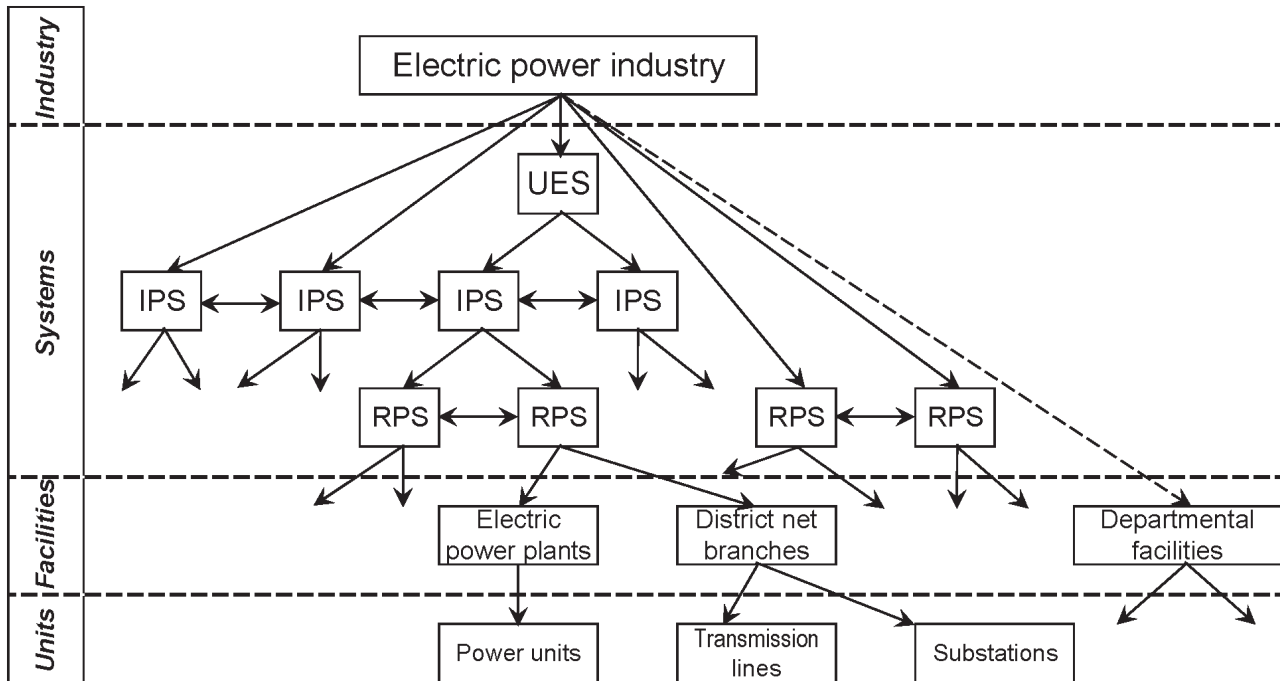 Industry
Electric power industry
Systems
UES
IPS
IPS
IPS
IPS
RPS
RPS
RPS
RPS
Facilities
Electric
power plants
District net
branches
Departmental
facilities
Units
Power units
Transmission
lines
Substations